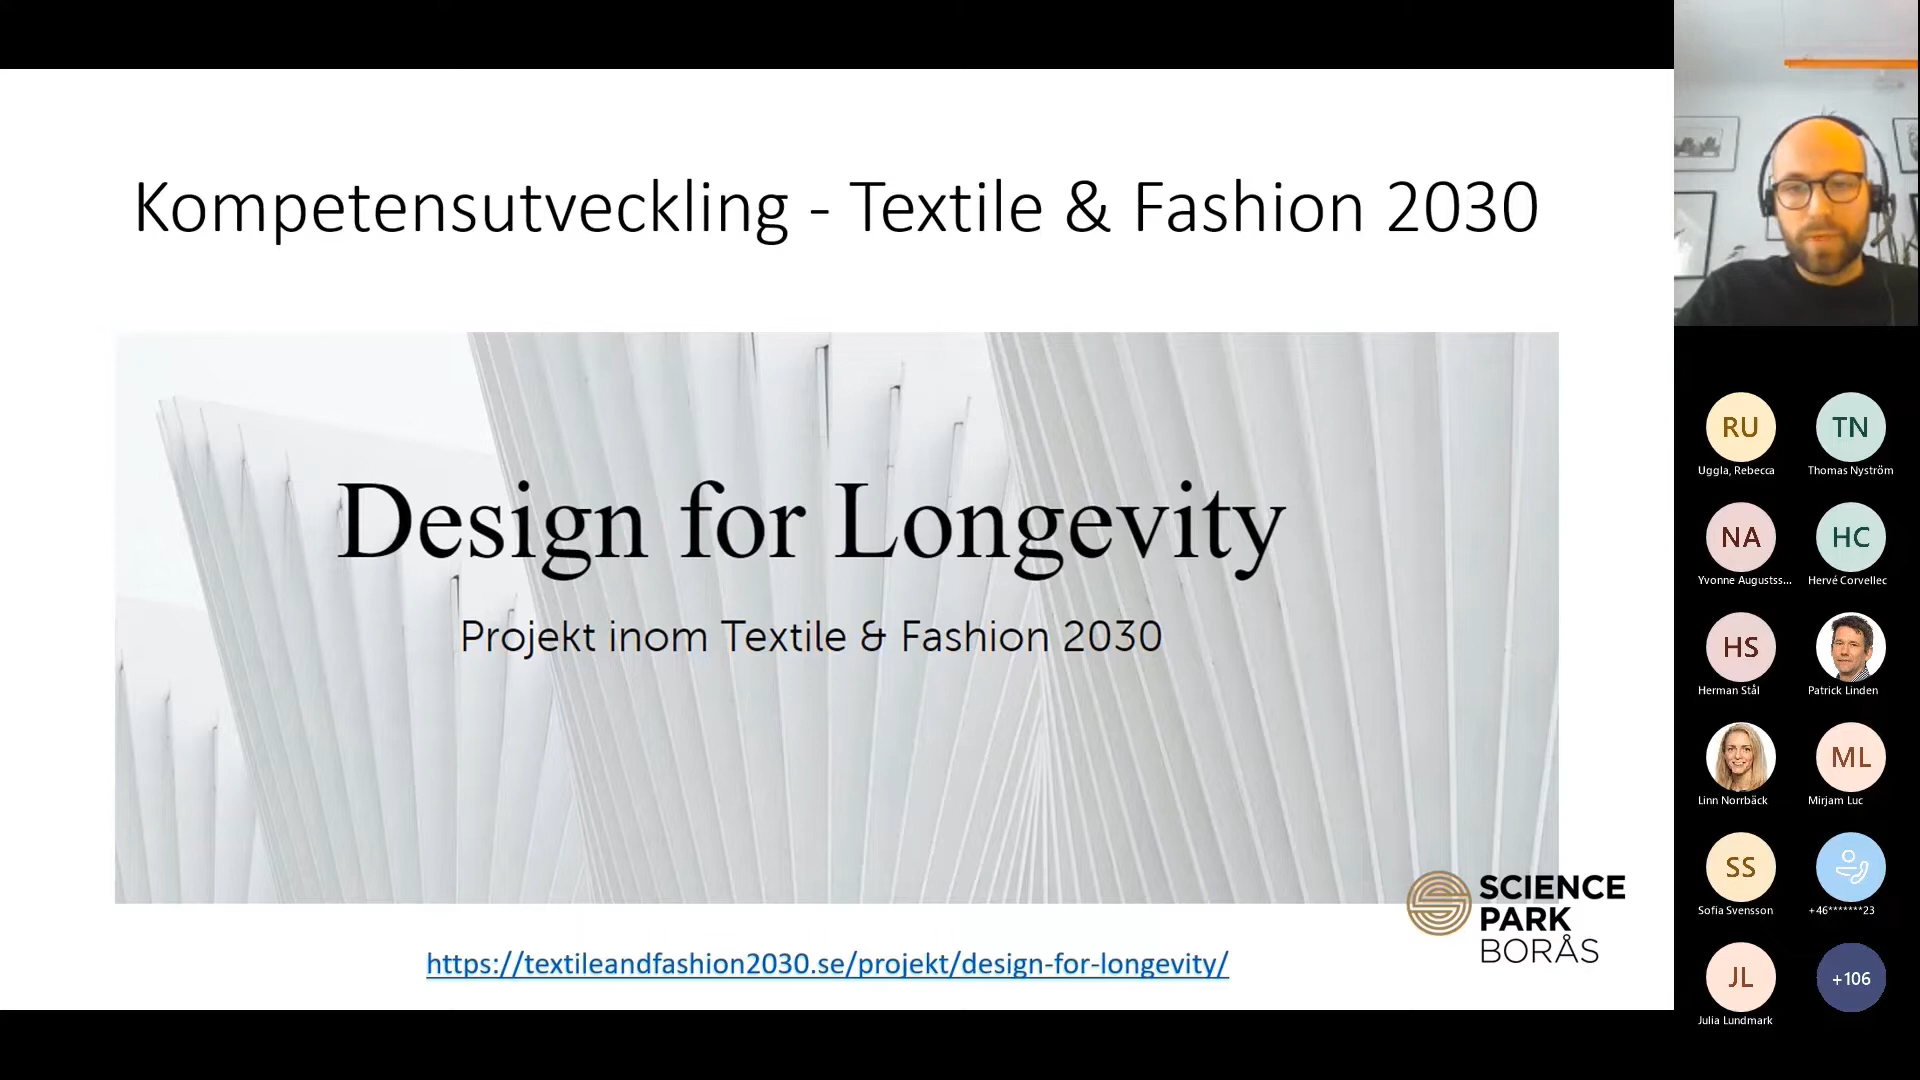 Kompetensutveckling - Textile & Fashion 2030
Design for Longevity
Projekt inom Textile & Fashion 2030
SCIENCE
PARK
BORÅS
https://textileandfashion2030.se/projekt/design-for-longevity/
RU
TN
Uggla, Rebecca
Thomas Nyström
NA
HC
Yvonne Augustss...
Hervé Corvellec
HS
Herman Stål
Patrick Linden
ML
Linn Norrbäck
Mirjam Luc
SS
Sofia Svensson
+46*******23
JL
+106
Julia Lundmark